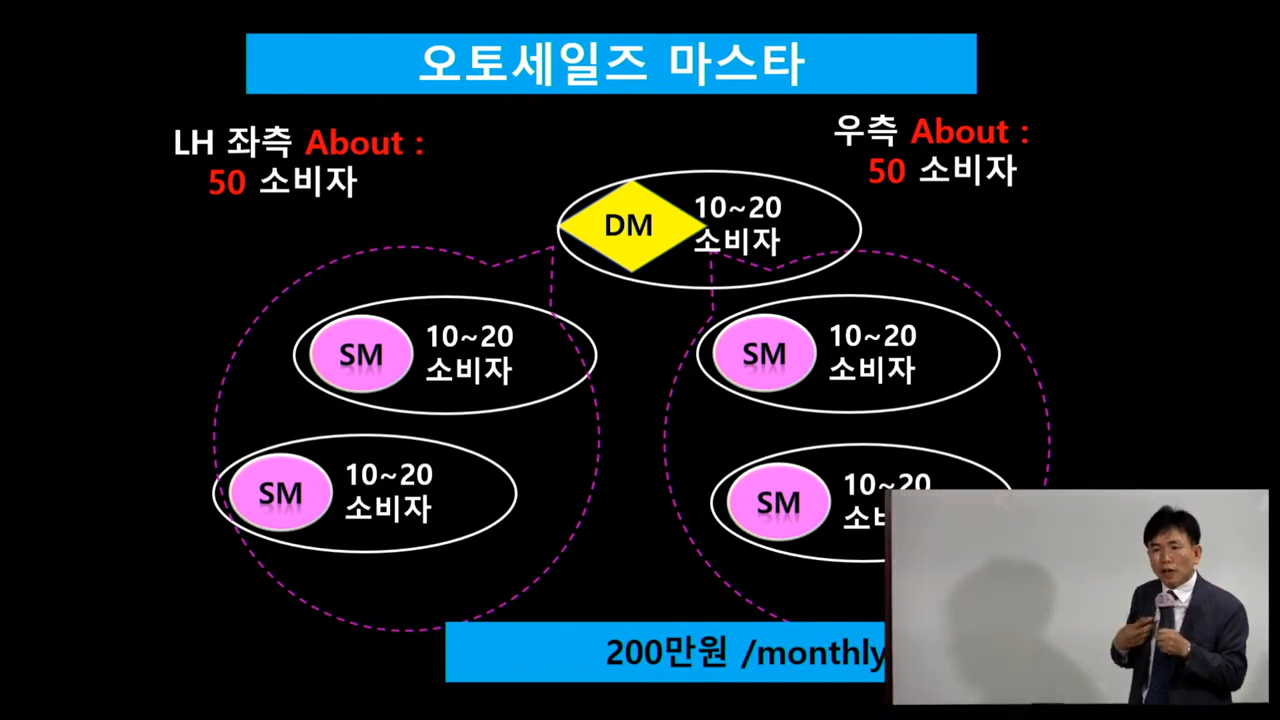 오토세일즈 마스타
LH 좌측 About :
50 소비자
우측 About :
50 소비자
DM
10~20
소비자
SM
10~20
소비자
SM
10~20
소비자
SM
10~20
소비자
SM
10~20
200만원 /monthly